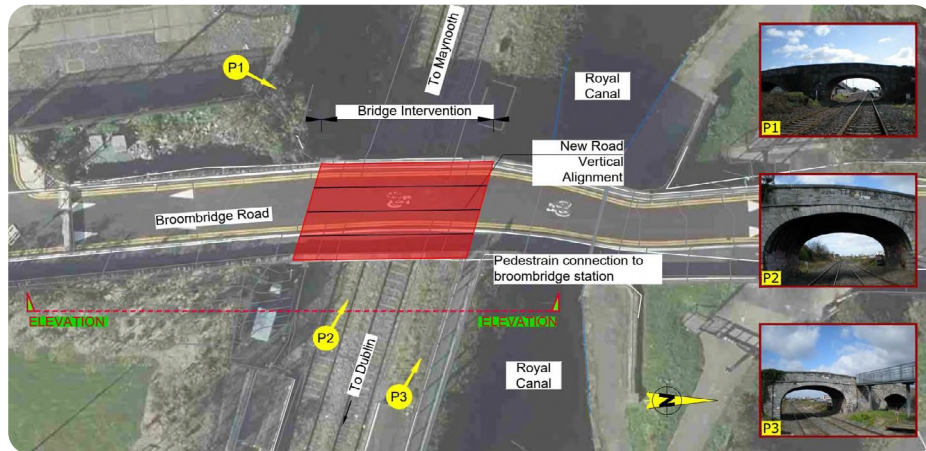 A
P1
To Maynooth
Royal
Canal
Bridge Intervention
New Road
Vertical
Alignment
Broombridge Road
Pedestrain connection to
broombridge station
ELEVATION
ELEVATION
P2
To Dublin
P3
Royal
Canal
N
P1
P2
P3